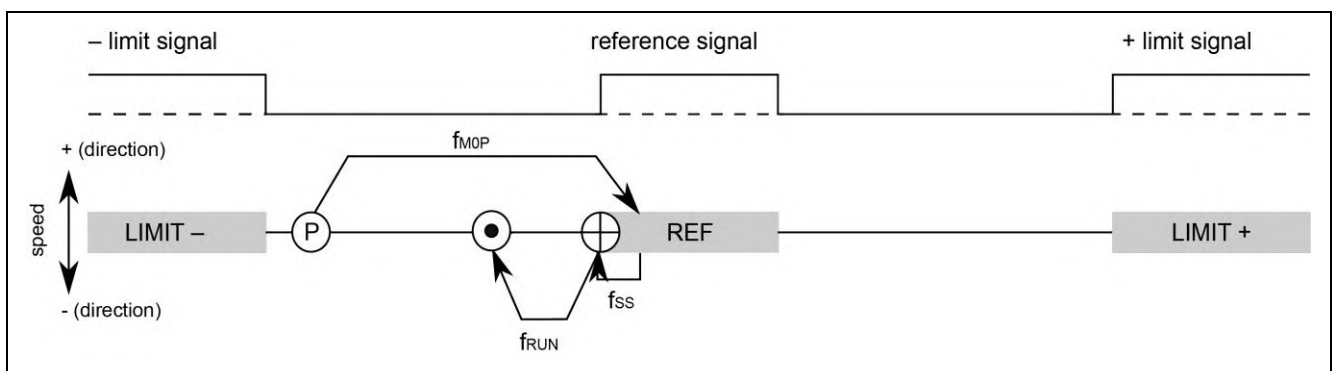 – limit signal
reference signal
+ limit signal
+ (direction)
fM0P
speed
LIMIT –
P
REF
LIMIT +
fSS
- (direction)
fRUN